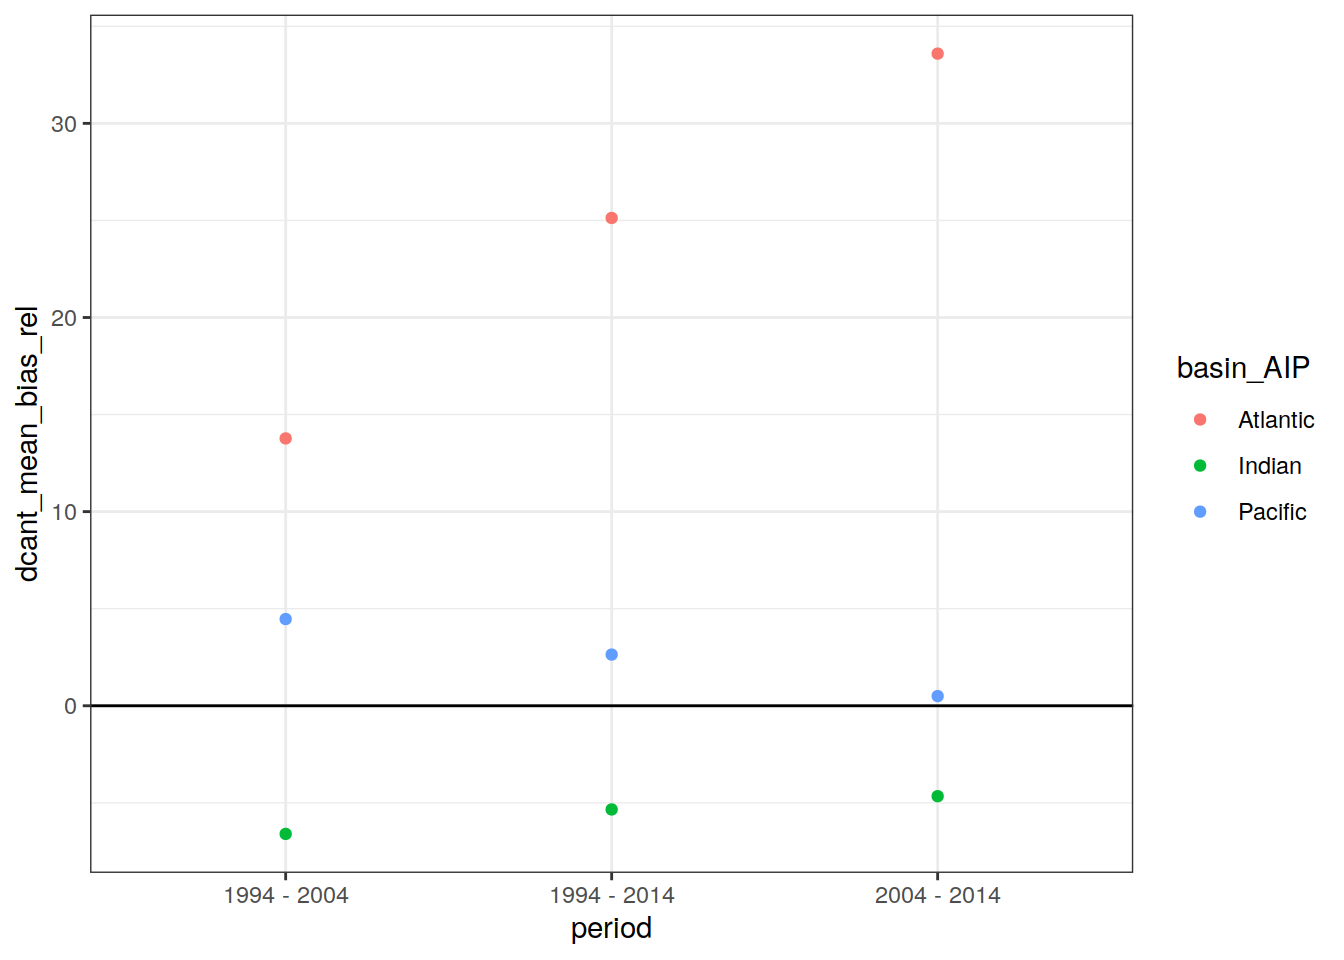 30
20
10
0
dcant_mean_bias_rel
1994 - 2004
1994 - 2014
2004 - 2014
period
basin_AIP
Atlantic
Indian
Pacific